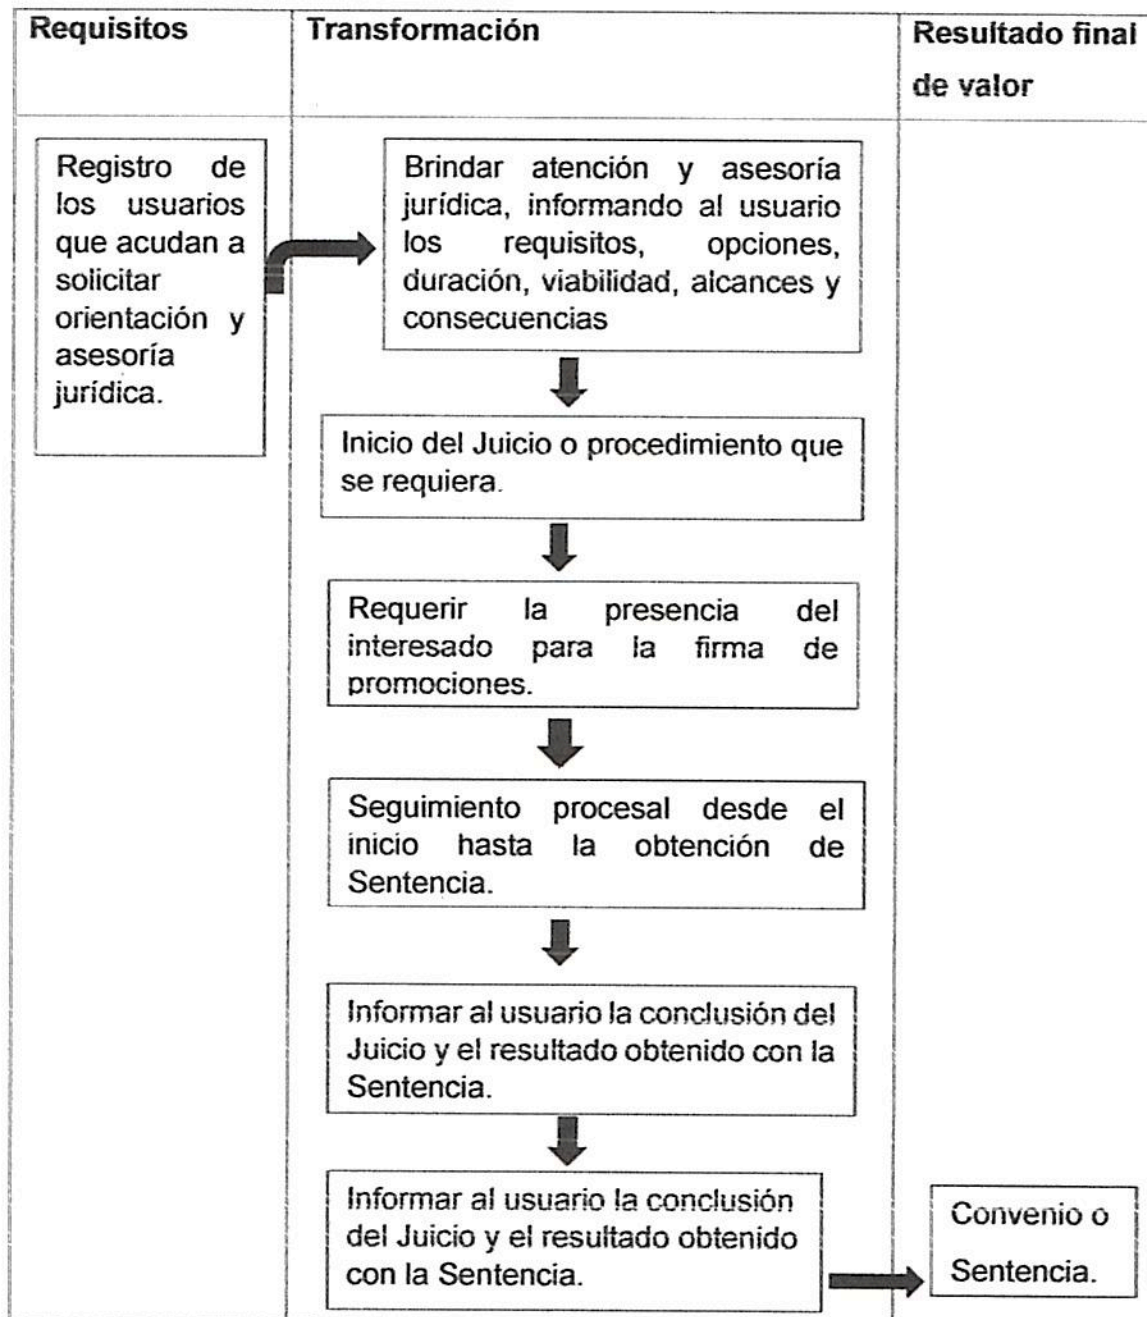 Requisitos
Transformación
Resultado final
de valor
Registro de
los usuarios
que acudan a
solicitar
orientación y
asesoría
jurídica.
Brindar atención y asesoría
jurídica, informando al usuario
los requisitos, opciones,
duración, viabilidad, alcances y
consecuencias
Inicio del Juicio o procedimiento que
se requiera.
Requerir la presencia del
interesado para la firma de
promociones.
Seguimiento procesal desde el
inicio hasta la obtención de
Sentencia.
Informar al usuario la conclusión del
Juicio y el resultado obtenido con la
Sentencia.
Informar al usuario la conclusión
del Juicio y el resultado obtenido
con la Sentencia.
Convenio o
Sentencia.